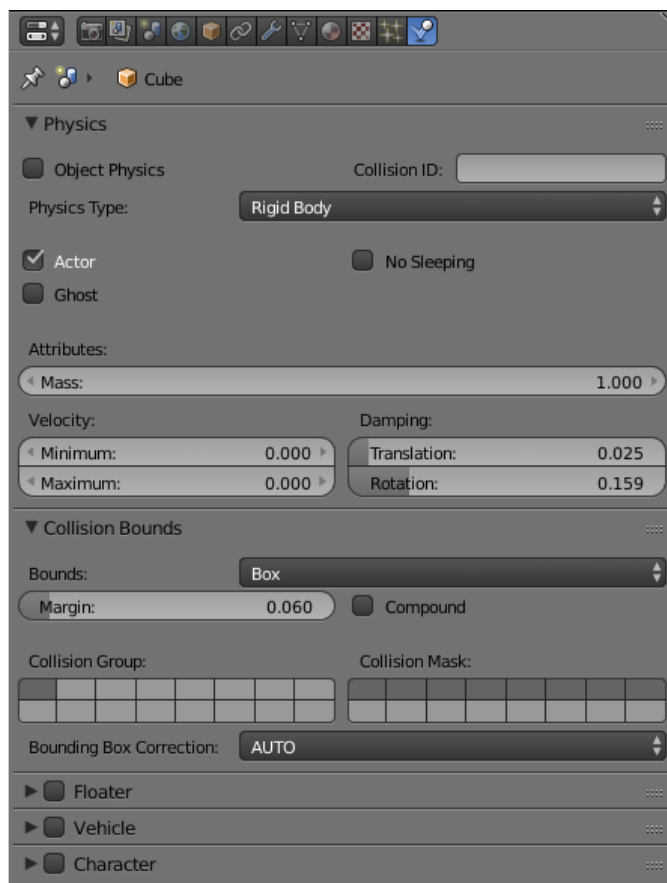 Cube
Physics
Object Physics Collision ID:
Physics Type: Rigid Body
Actor No Sleeping
Ghost
Attributes:
Mass: 1.000
Velocity: Damping:
Minimum: 0.000 Translation: 0.025
Maximum: 0.000 Rotation: 0.159
Collision Bounds
Bounds: Box
Margin: 0.060 Compound
Collision Group: Collision Mask:
Bounding Box Correction: AUTO
Floater
Vehicle
Character